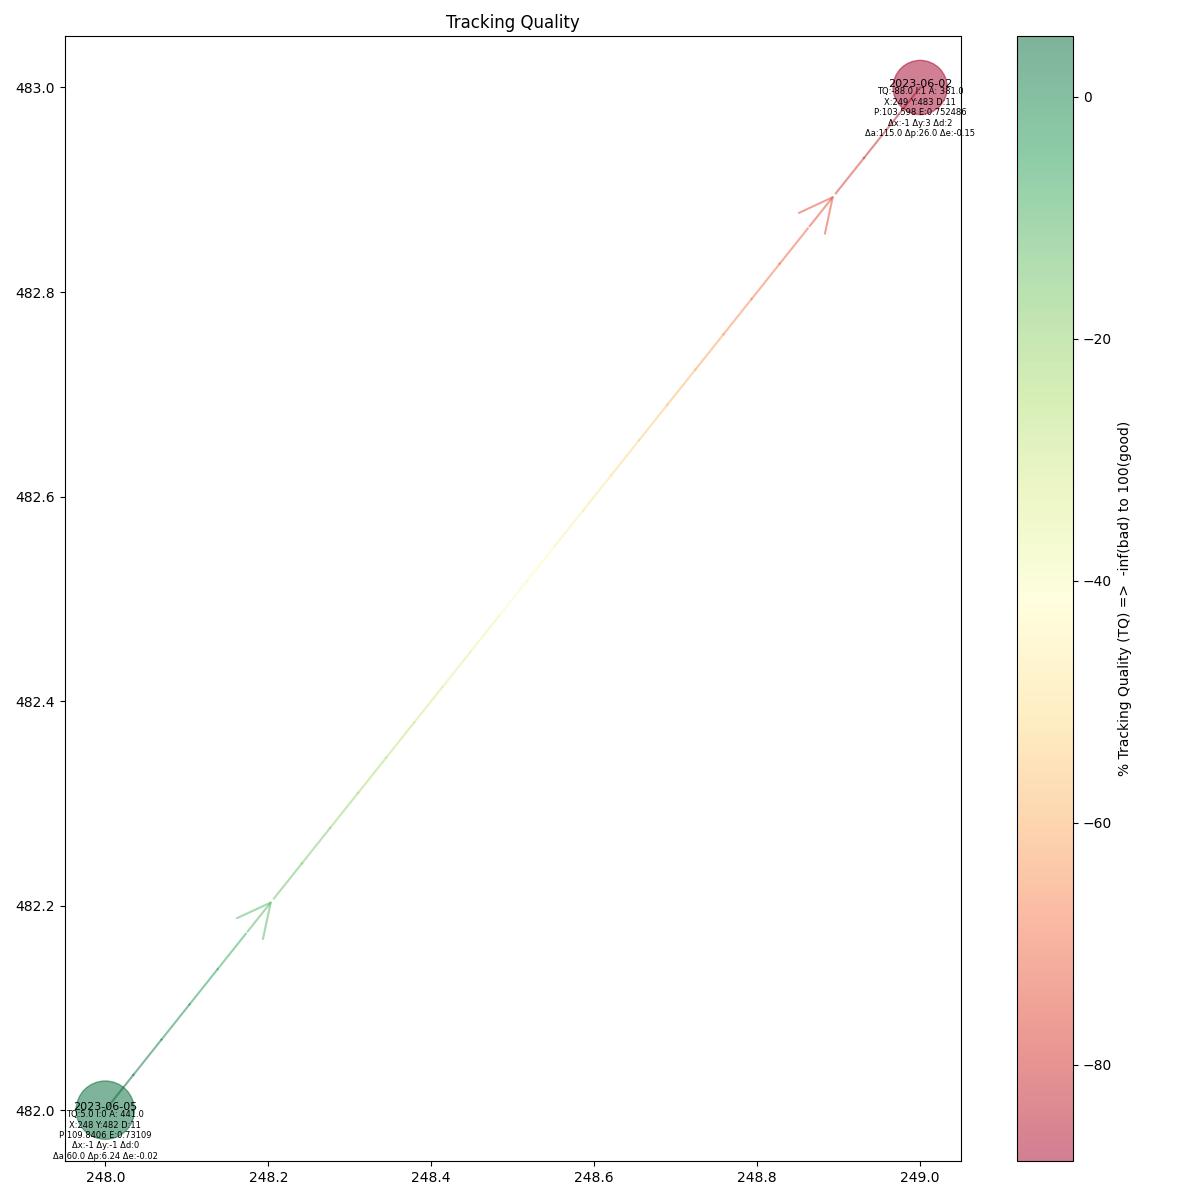 Tracking Quality
483.0
482.8
482.6
482.4
482.2
482.0
248.0
248.2
248.4
248.6
248.8
249.0
2023-06-02
TQ:-88.0 I:1 A: 381.0
X:249 Y:483 D:11
P:103.598 E:0.752486
Δx:-1 Δy:3 Δd:2
Δa:115.0 Δp:26.0 Δe:-0.15
2023-06-05
TQ:5.0 I:0 A: 441.0
X:248 Y:482 D:11
P:109.8406 E:0.73109
Δx:-1 Δy:-1 Δd:0
Δa:60.0 Δp:6.24 Δe:-0.02
0
−20
−40
−60
−80
% Tracking Quality (TQ) => -inf(bad) to 100(good)